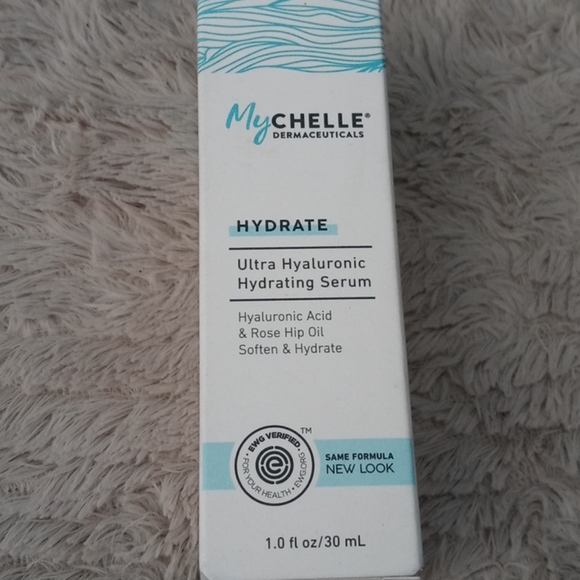 MyCHELLE®
DERMACEUTICALS
HYDRATE
Ultra Hyaluronic
Hydrating Serum
Hyaluronic Acid
& Rose Hip Oil
Soften & Hydrate
EWG VERIFIED™
• FOR YOUR HEALTH • EWG.ORG •
SAME FORMULA
NEW LOOK
1.0 fl oz/30 mL